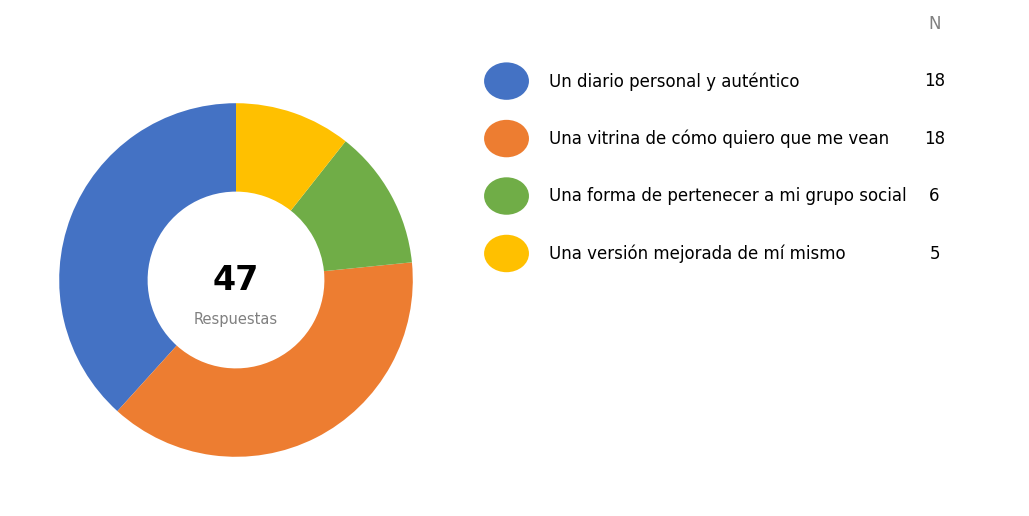 N
Un diario personal y auténtico 18
Una vitrina de cómo quiero que me vean 18
Una forma de pertenecer a mi grupo social 6
Una versión mejorada de mí mismo 5
47
Respuestas